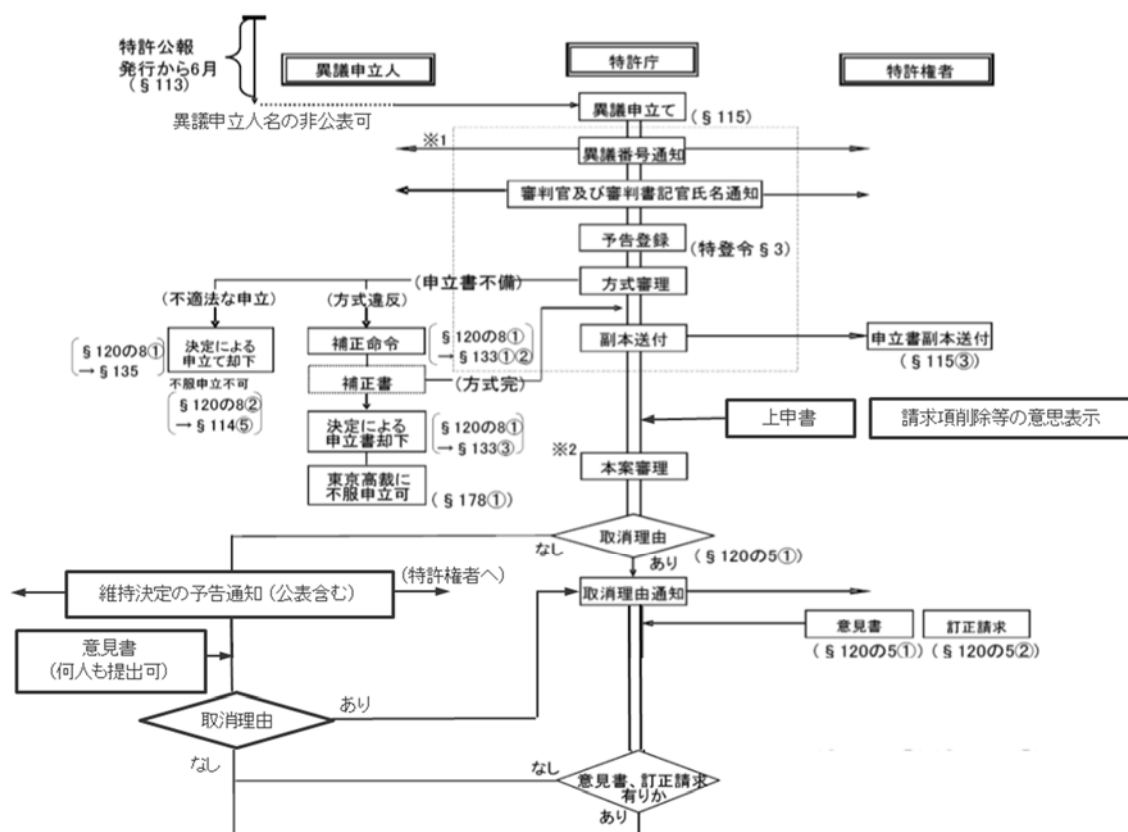 特許公報
発行から6月
(§113)
異議申立人
特許庁
特許権者
異議申立人名の非公表可
異議申立て
(§115)
※1
異議番号通知
審判官及び審判書記官氏名通知
予告登録
(特登令§3)
(申立書不備)
方式審理
(不適法な申立)
(方式違反)
§120の8①
→§135
決定による
申立て却下
不服申立不可
§120の8②
→§114⑤
補正命令
§120の8①
→§133①②
補正書
(方式完)
決定による
申立書却下
§120の8①
→§133③
東京高裁に
不服申立可
(§178①)
副本送付
申立書副本送付
(§115③)
上申書
請求項削除等の意思表示
※2
本案審理
取消理由
なし
あり
(§120の5①)
維持決定の予告通知(公表含む)
(特許権者へ)
取消理由通知
意見書
(何人も提出可)
意見書
訂正請求
(§120の5①)
(§120の5②)
取消理由
あり
なし
なし
意見書、訂正請求
有りか
あり